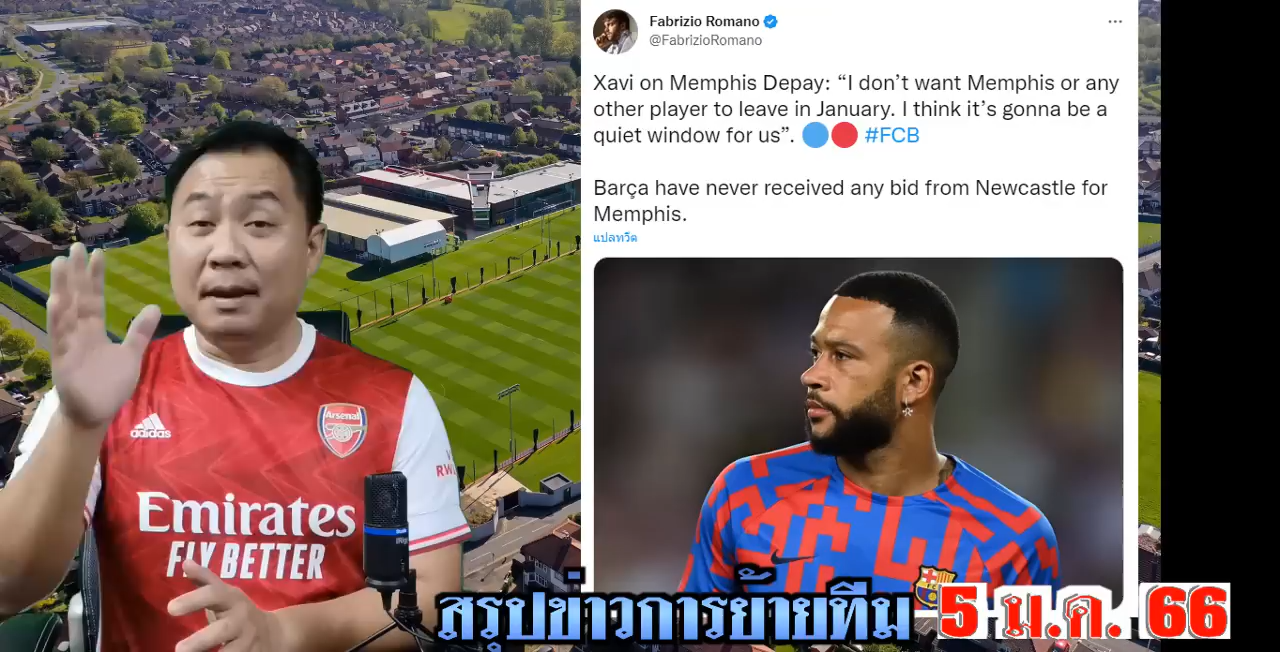 Fabrizio Romano
@FabrizioRomano
Xavi on Memphis Depay: “I don’t want Memphis or any
other player to leave in January. I think it’s gonna be a
quiet window for us”. 🔵🔴 #FCB
Barça have never received any bid from Newcastle for
Memphis.
แปลทวีต
Arsenal
adidas
Emirates
FLY BETTER
สรุปข่าวการย้ายทีม 5 ม.ค. 66